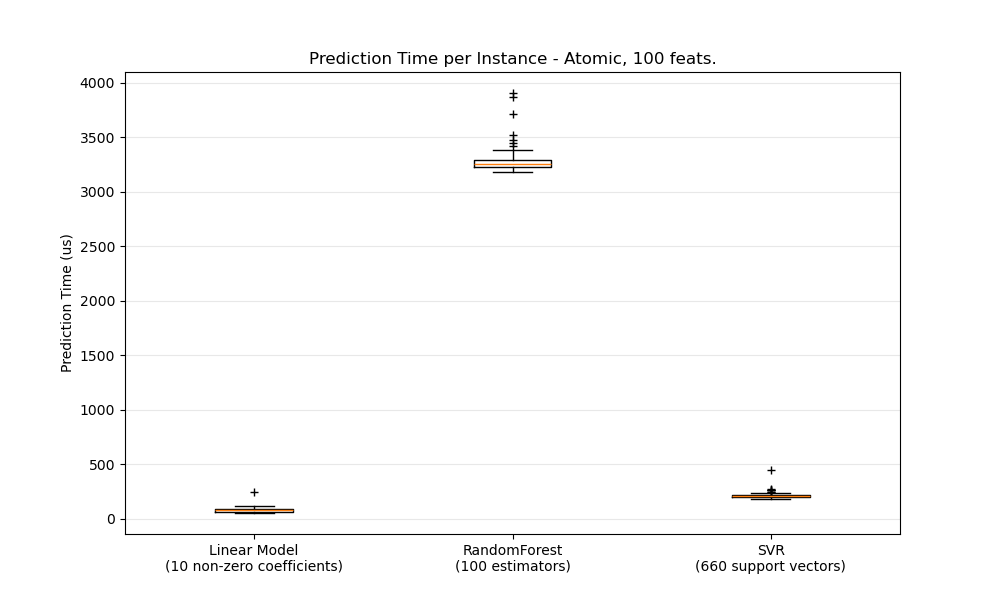 Prediction Time per Instance - Atomic, 100 feats.
Prediction Time (us)
4000
3500
3000
2500
2000
1500
1000
500
0
Linear Model
(10 non-zero coefficients)
RandomForest
(100 estimators)
SVR
(660 support vectors)